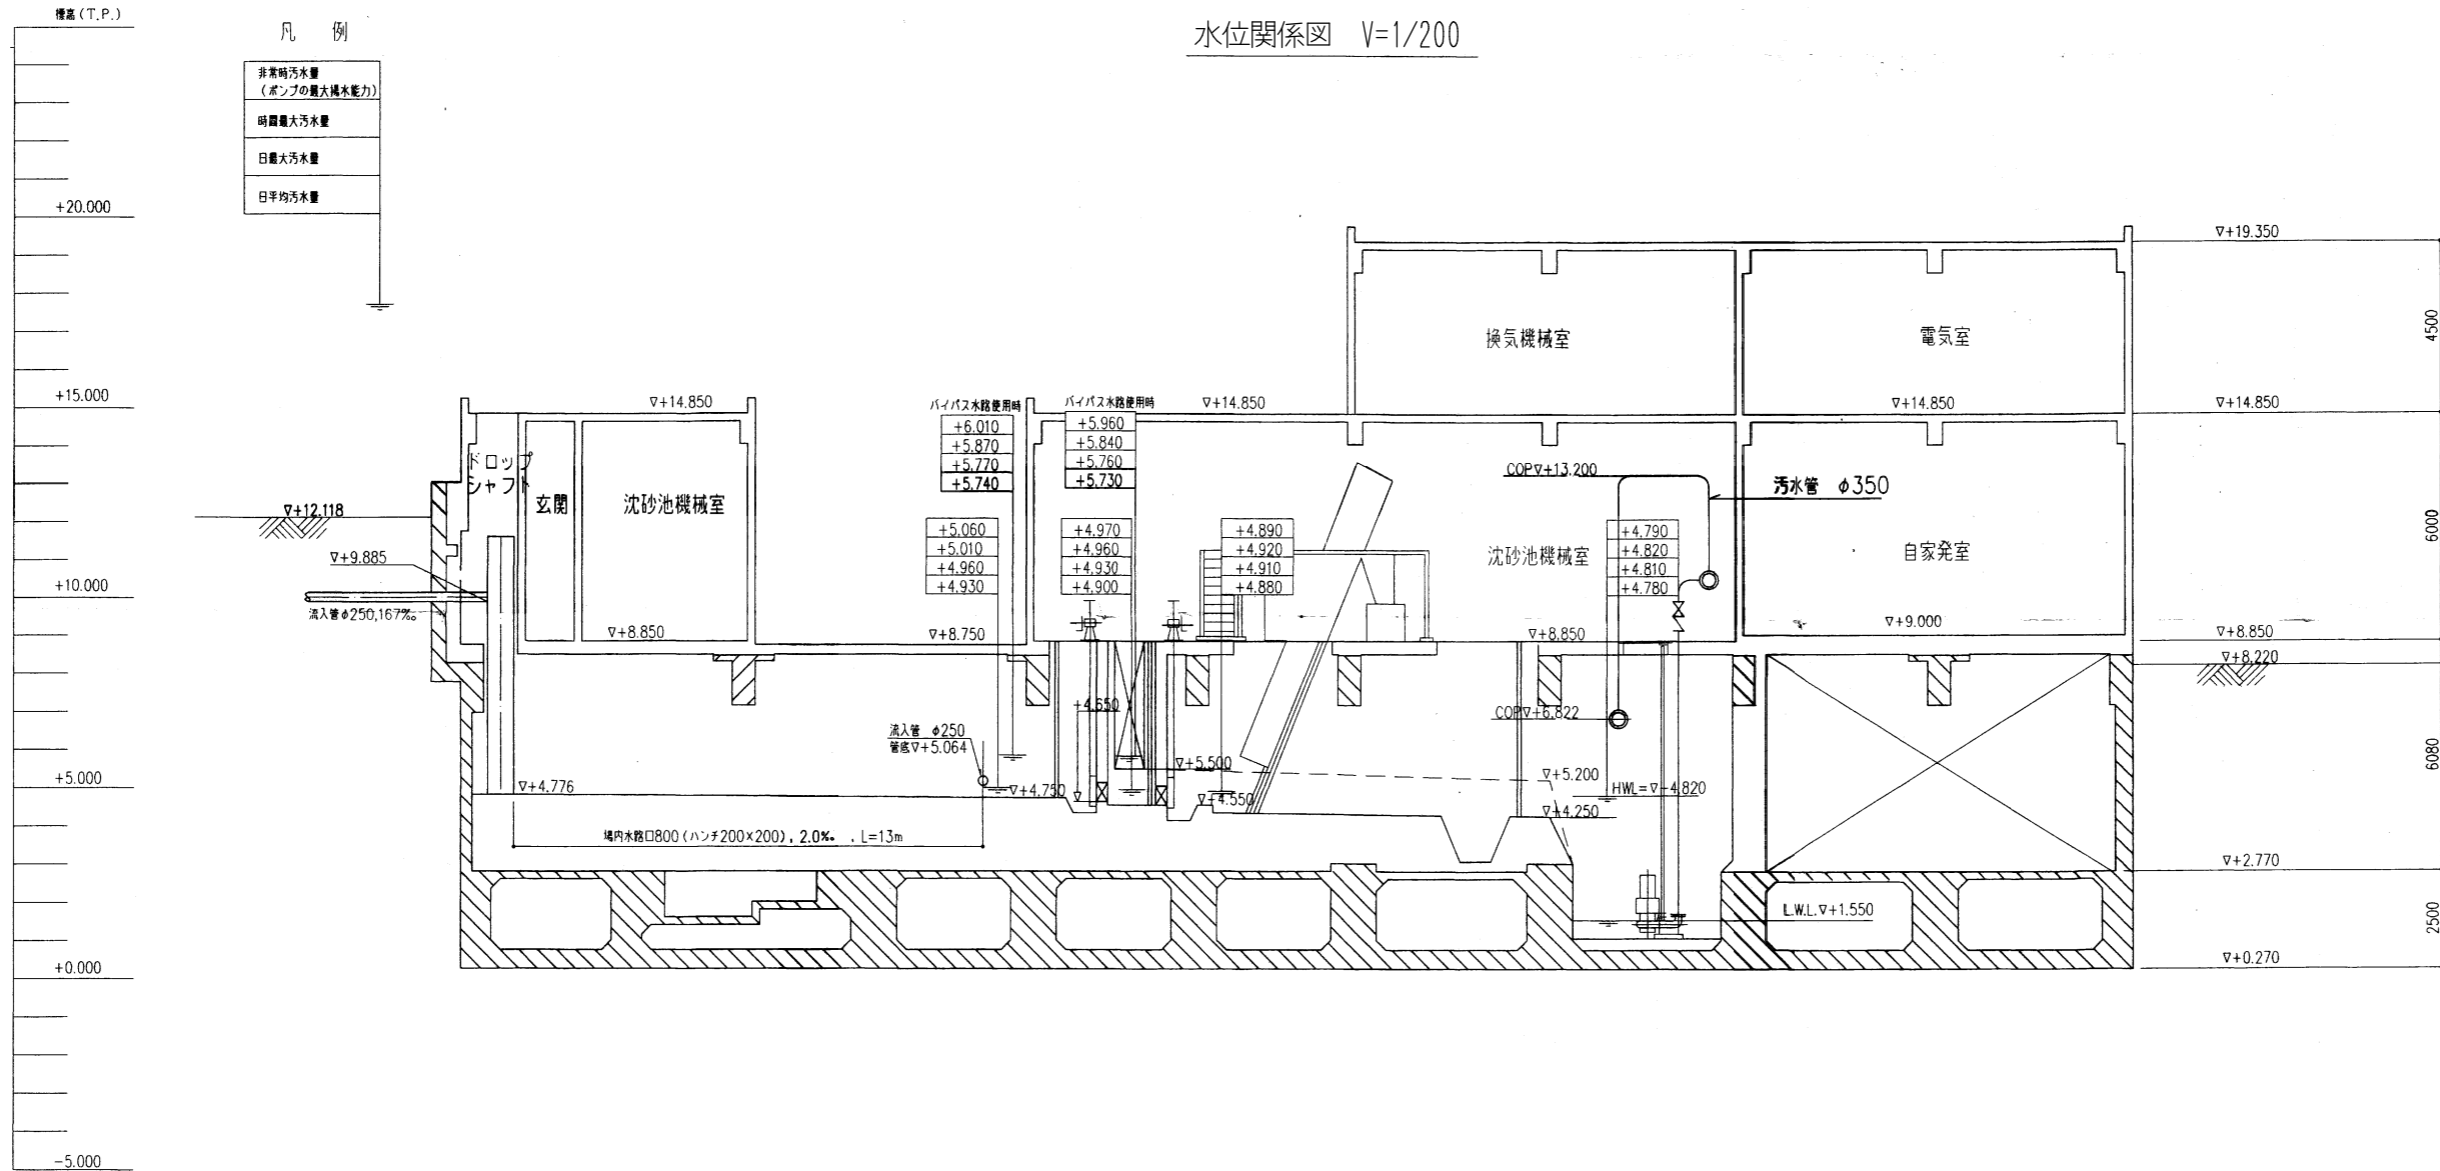 標高(T.P.)
凡 例
水位関係図 V=1/200
非常時汚水量
(ポンプの最大揚水能力)
時間最大汚水量
日最大汚水量
日平均汚水量
+20.000
+15.000
+10.000
+5.000
+0.000
-5.000
▽+12.118
▽+9.885
流入管φ250,167‰
ドロップ
シャフト
玄関
沈砂池機械室
▽+14.850
▽+8.850
▽+8.750
バイパス水路使用時
+6.010
+5.870
+5.770
+5.740
バイパス水路使用時
+5.960
+5.840
+5.760
+5.730
+5.060
+5.010
+4.960
+4.930
+4.970
+4.960
+4.930
+4.900
+4.890
+4.920
+4.910
+4.880
+4.790
+4.820
+4.810
+4.780
▽+14.850
換気機械室
電気室
▽+14.850
COP▽+13.200
汚水管 φ350
沈砂池機械室
自家発室
▽+8.850
▽+9.000
+4.650
流入管 φ250
管底▽+5.064
COP▽+6.822
▽+4.776
▽+4.750
▽+5.500
▽+4.550
▽+5.200
▽+4.250
HWL=▽+4.820
場内水路口800(ハンチ200×200), 2.0‰ , L=13m
L.W.L.▽+1.550
▽+19.350
▽+14.850
▽+8.850
▽+8.220
▽+2.770
▽+0.270
4500
6000
6080
2500